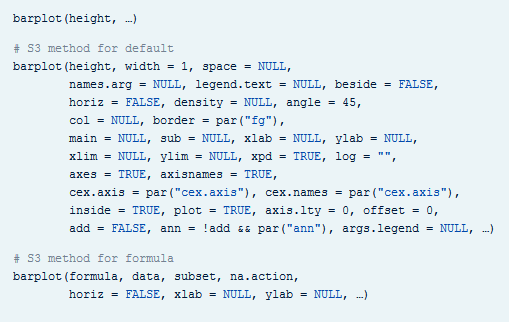 barplot(height, …)
# S3 method for default
barplot(height, width = 1, space = NULL,
        names.arg = NULL, legend.text = NULL, beside = FALSE,
        horiz = FALSE, density = NULL, angle = 45,
        col = NULL, border = par("fg"),
        main = NULL, sub = NULL, xlab = NULL, ylab = NULL,
        xlim = NULL, ylim = NULL, xpd = TRUE, log = "",
        axes = TRUE, axisnames = TRUE,
        cex.axis = par("cex.axis"), cex.names = par("cex.axis"),
        inside = TRUE, plot = TRUE, axis.lty = 0, offset = 0,
        add = FALSE, ann = !add && par("ann"), args.legend = NULL, …)
# S3 method for formula
barplot(formula, data, subset, na.action,
        horiz = FALSE, xlab = NULL, ylab = NULL, …)